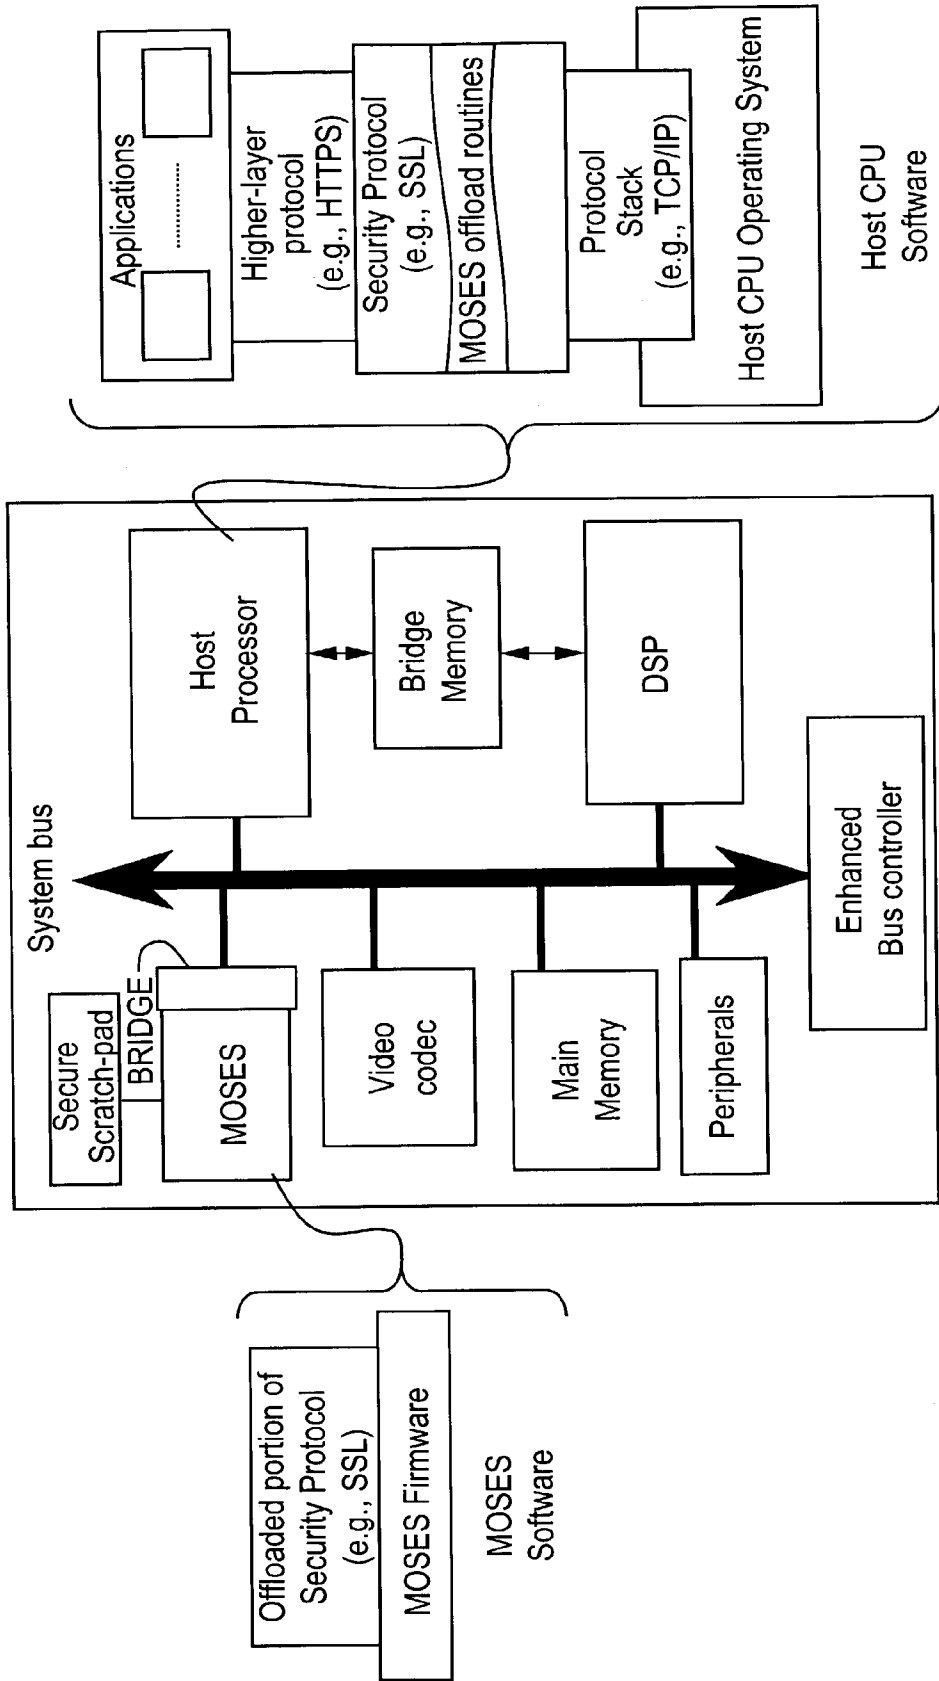 Offloaded portion of
Security Protocol
(e.g., SSL)
MOSES Firmware
MOSES
Software
System bus
Secure
Scratch-pad
BRIDGE
MOSES
Video
codec
Main
Memory
Peripherals
Host
Processor
Bridge
Memory
DSP
Enhanced
Bus controller
Applications
Higher-layer
protocol
(e.g., HTTPS)
Security Protocol
(e.g., SSL)
MOSES offload routines
Protocol
Stack
(e.g., TCP/IP)
Host CPU Operating System
Host CPU
Software